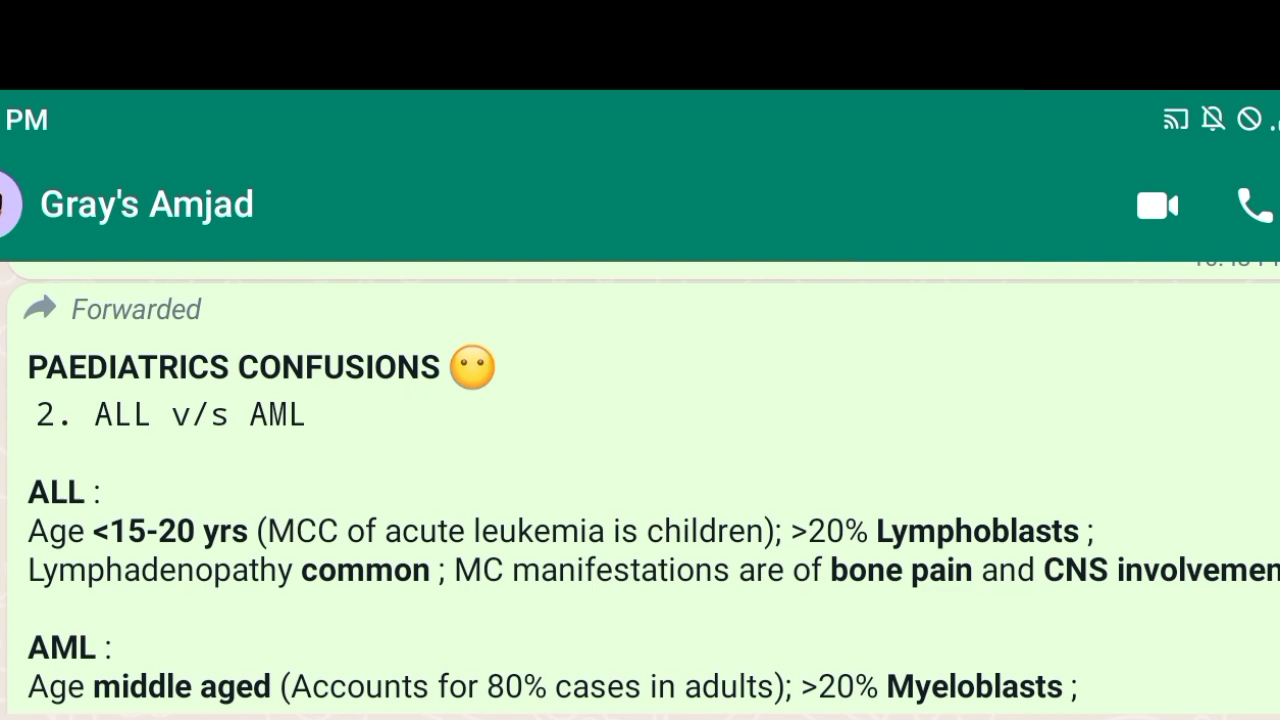 PM
Gray's Amjad
Forwarded
PAEDIATRICS CONFUSIONS 😶
2. ALL v/s AML
ALL :
Age <15-20 yrs (MCC of acute leukemia is children); >20% Lymphoblasts ;
Lymphadenopathy common ; MC manifestations are of bone pain and CNS involvemen
AML :
Age middle aged (Accounts for 80% cases in adults); >20% Myeloblasts ;